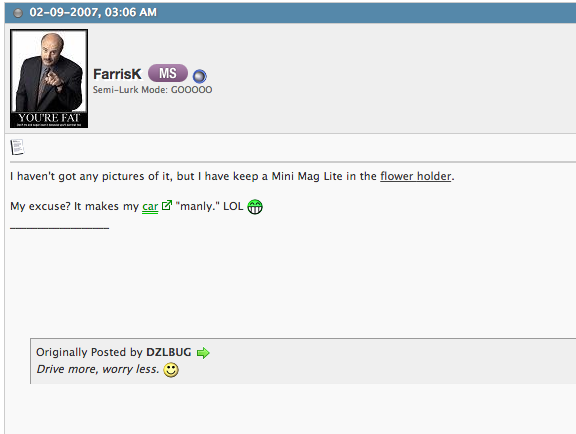 02-09-2007, 03:06 AM
YOU'RE FAT
FarrisK MS
Semi-Lurk Mode: GOOOOO
I haven't got any pictures of it, but I have keep a Mini Mag Lite in the flower holder.
My excuse? It makes my car "manly." LOL
Originally Posted by DZLBUG
Drive more, worry less.